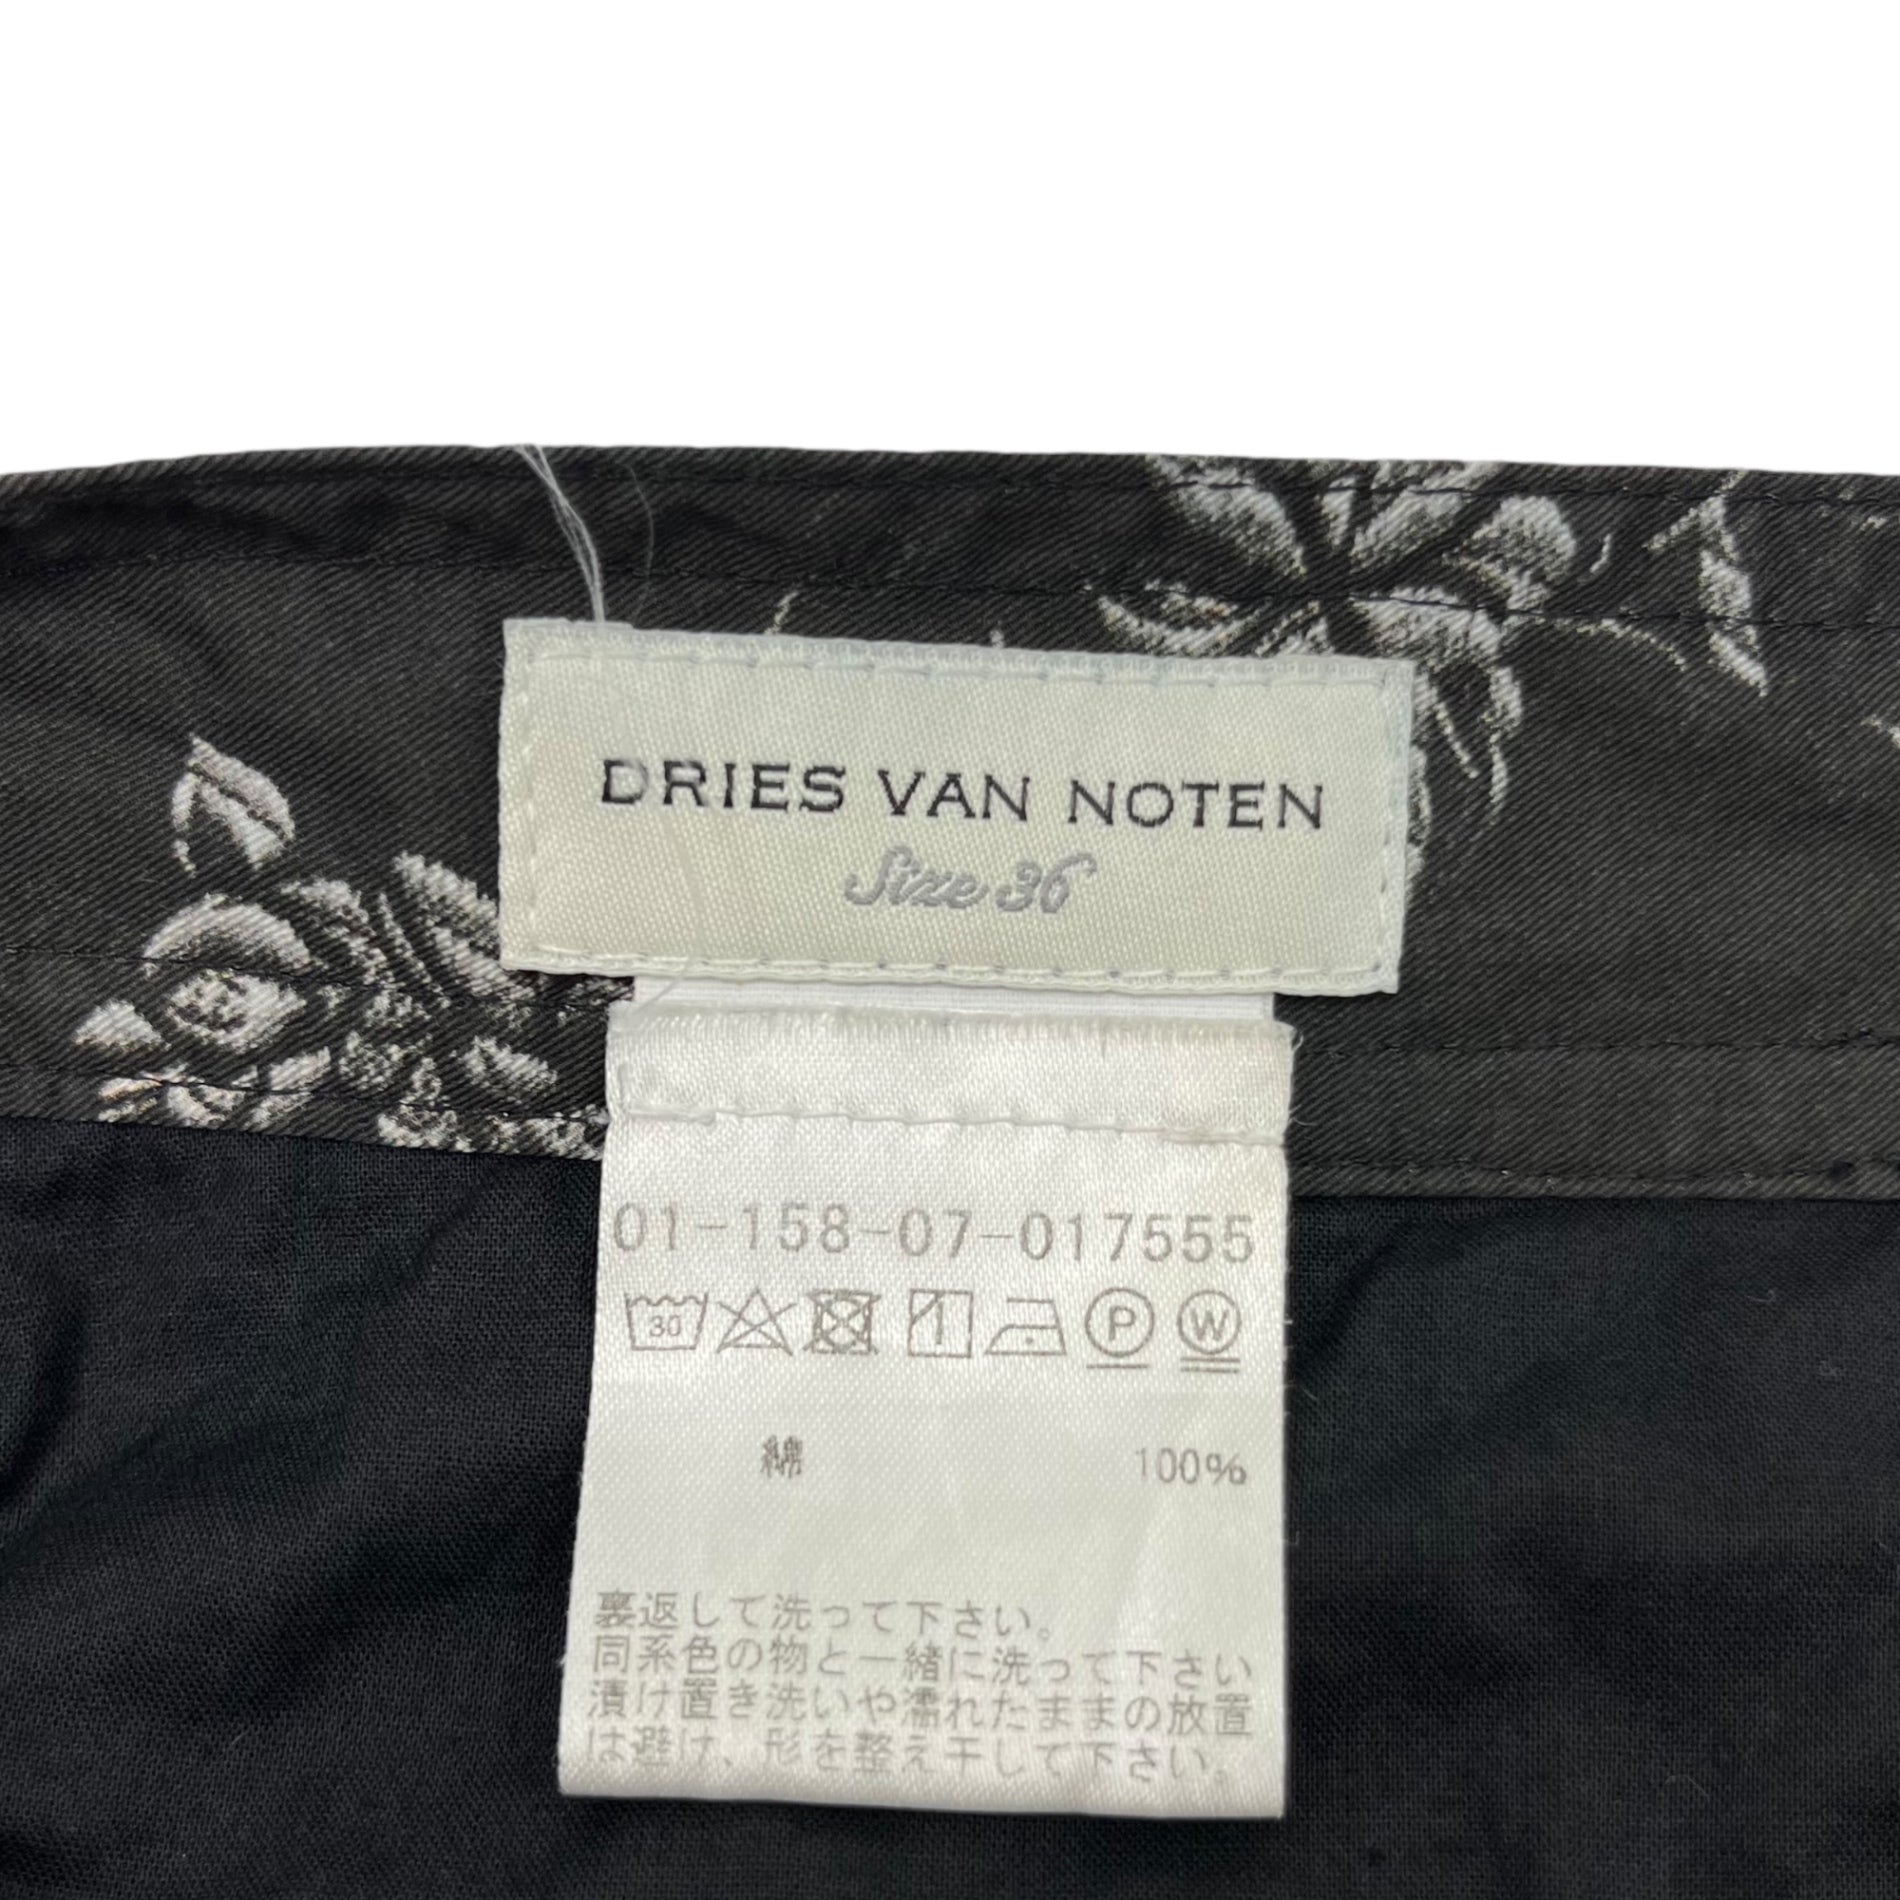 DRIES VAN NOTEN
Size 36
01-158-07-017555
30
P
W
綿 100%
裏返して洗って下さい。
同系色の物と一緒に洗って下さい
漬け置き洗いや濡れたままの放置
は避け、形を整え干して下さい。